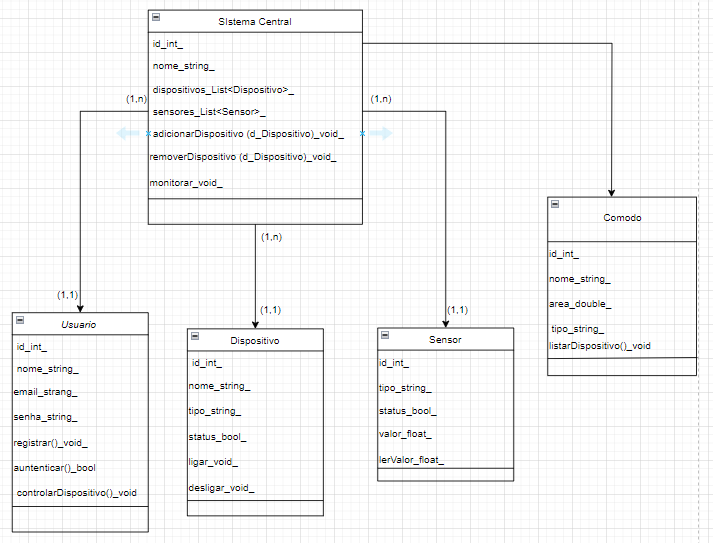 SIstema Central
id_int_
nome_string_
dispositivos_List<Dispositivo>_
sensores_List<Sensor>_
adicionarDispositivo (d_Dispositivo)_void_
removerDispositivo (d_Dispositivo)_void_
monitorar_void_
(1,n)
(1,n)
(1,n)
(1,1)
(1,1)
(1,1)
Usuario
id_int_
nome_string_
email_strang_
senha_string_
registrar()_void_
auntenticar()_bool
controlarDispositivo()_void
Dispositivo
id_int_
nome_string_
tipo_string_
status_bool_
ligar_void_
desligar_void_
Sensor
id_int_
tipo_string_
status_bool_
valor_float_
lerValor_float_
Comodo
id_int_
nome_string_
area_double_
tipo_string_
listarDispositivo()_void